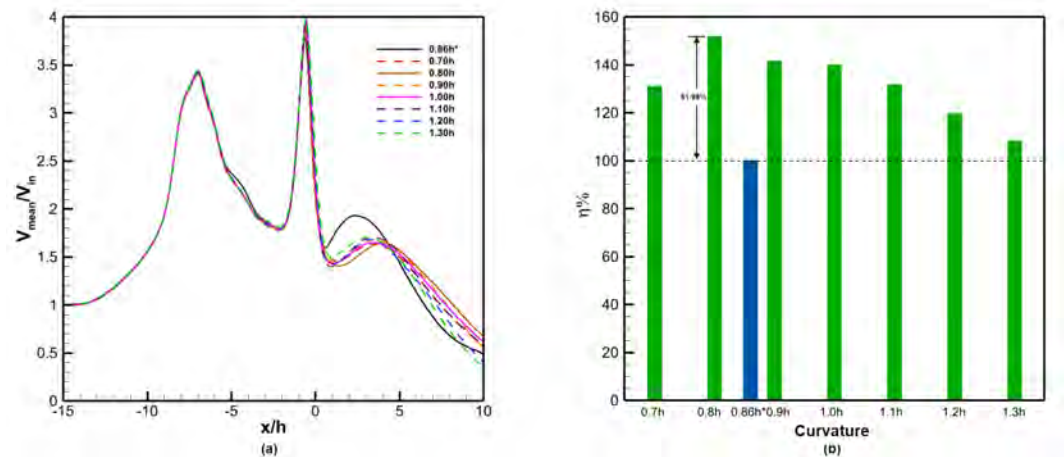 4
3.5
3
2.5
2
1.5
1
0.5
0
V_mean/V_in
0.86h*
0.70h
0.80h
0.90h
1.00h
1.10h
1.20h
1.30h
-15 -10 -5 0 5 10
x/h
(a)
160
140
120
100
80
60
40
20
0
η%
0.7h 0.8h 0.86h* 0.9h 1.0h 1.1h 1.2h 1.3h
Curvature
(b)